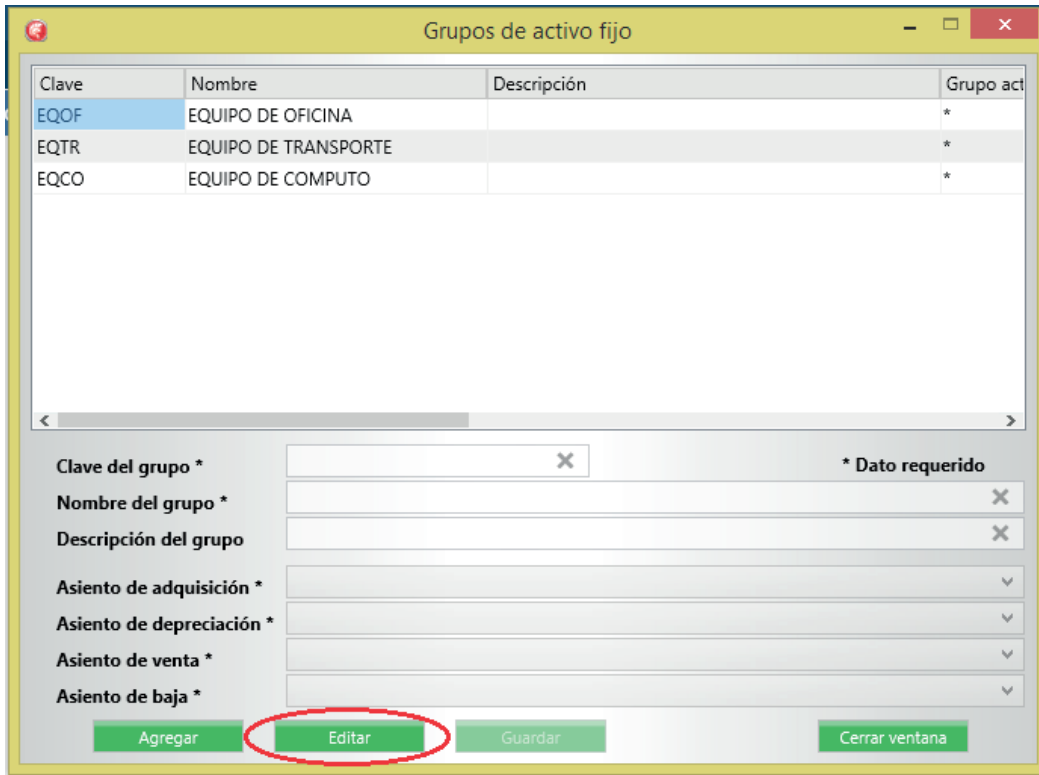 Grupos de activo fijo
Clave Nombre Descripción Grupo act
EQOF EQUIPO DE OFICINA *
EQTR EQUIPO DE TRANSPORTE *
EQCO EQUIPO DE COMPUTO *
Clave del grupo * * Dato requerido
Nombre del grupo *
Descripción del grupo
Asiento de adquisición *
Asiento de depreciación *
Asiento de venta *
Asiento de baja *
Agregar Editar Guardar Cerrar ventana